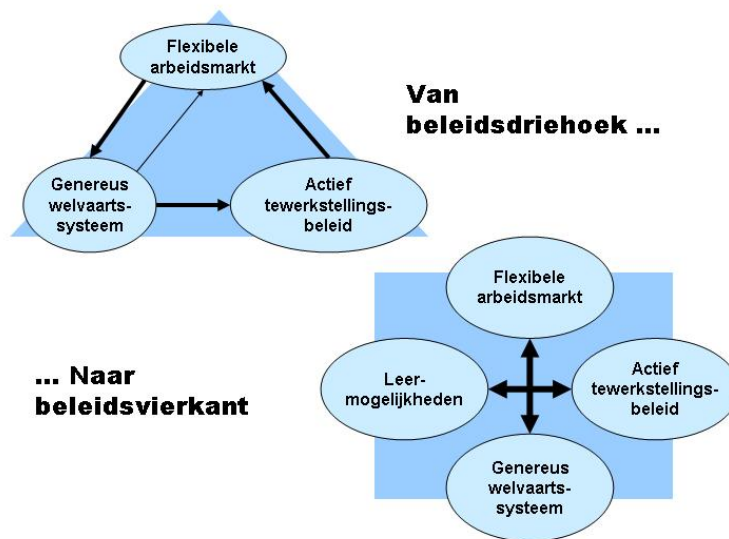 Flexibele
arbeidsmarkt
Van
beleidsdriehoek ...
Genereus
welvaarts-
systeem
Actief
tewerkstellings-
beleid
Flexibele
arbeidsmarkt
... Naar
beleidsvierkant
Leer-
mogelijkheden
Actief
tewerkstellings-
beleid
Genereus
welvaarts-
systeem